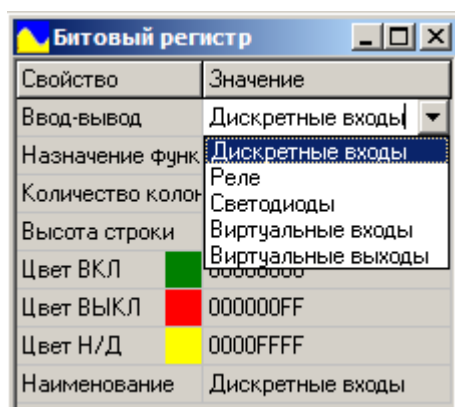 Битовый регистр
Свойство Значение
Ввод-вывод Дискретные входы
Назначение функ Дискретные входы
Реле
Количество колон Светодиоды
Высота строки Виртуальные входы
Виртуальные выходы
Цвет ВКЛ
Цвет ВЫКЛ 000000FF
Цвет Н/Д 0000FFFF
Наименование Дискретные входы